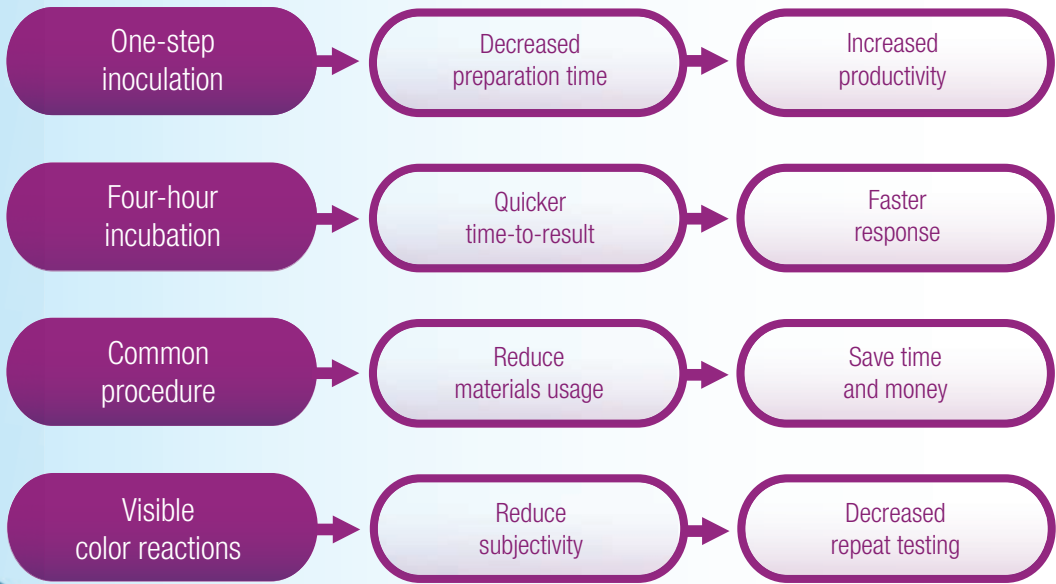 One-step
inoculation
Decreased
preparation time
Increased
productivity
Four-hour
incubation
Quicker
time-to-result
Faster
response
Common
procedure
Reduce
materials usage
Save time
and money
Visible
color reactions
Reduce
subjectivity
Decreased
repeat testing